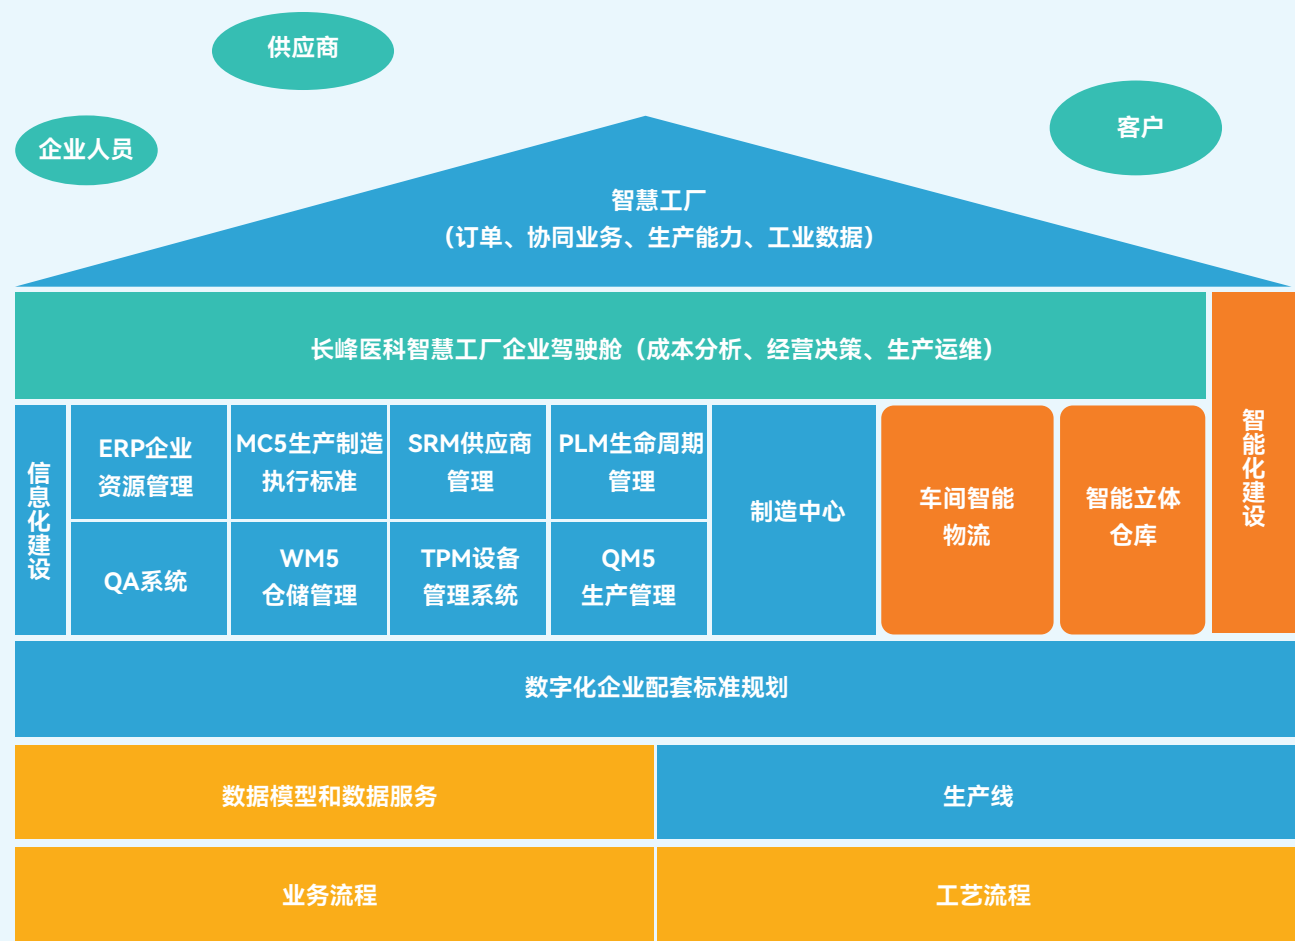 供应商
企业人员
客户
智慧工厂
（订单、协同业务、生产能力、工业数据）
长峰医科智慧工厂企业驾驶舱（成本分析、经营决策、生产运维）
智能化建设
信息化建设
ERP企业
资源管理
MC5生产制造
执行标准
SRM供应商
管理
PLM生命周期
管理
制造中心
车间智能
物流
智能立体
仓库
QA系统
WM5
仓储管理
TPM设备
管理系统
QM5
生产管理
数字化企业配套标准规划
数据模型和数据服务
生产线
业务流程
工艺流程